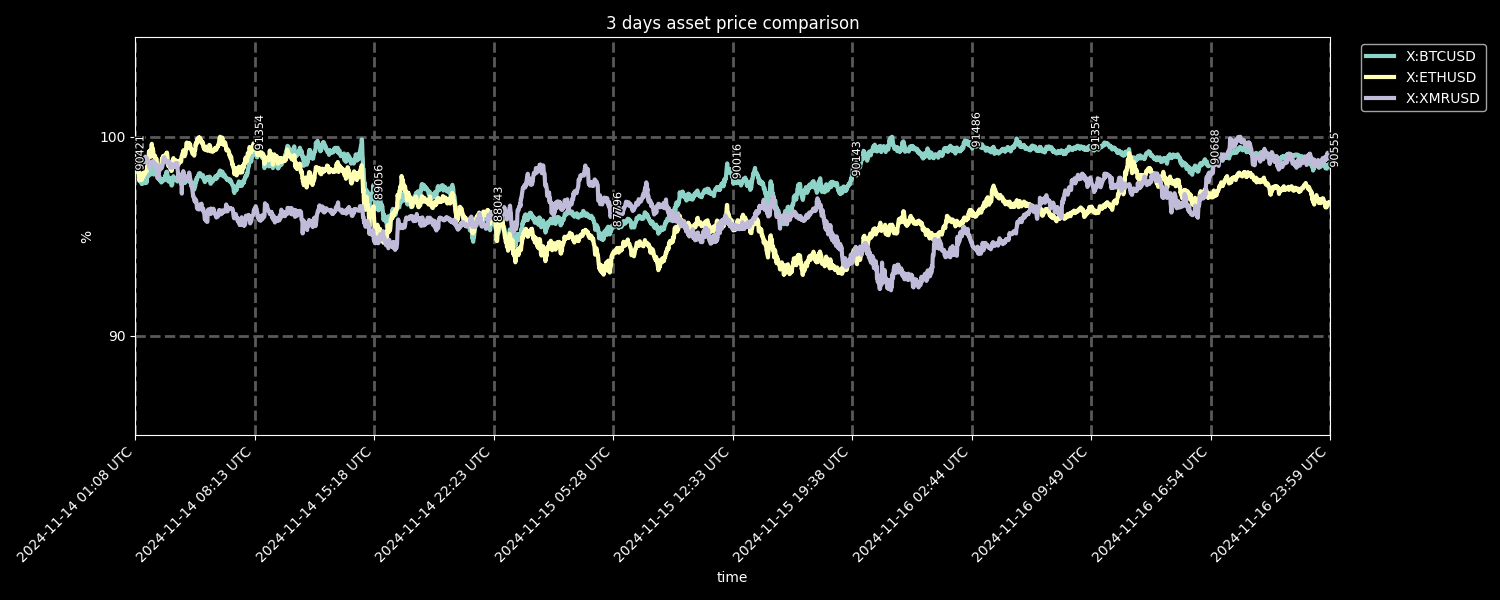 3 days asset price comparison
X:BTCUSD
X:ETHUSD
X:XMRUSD
100
90
%
90421
91354
89056
88043
87796
90016
90143
91486
91354
90688
90555
2024-11-14 01:08 UTC
2024-11-14 08:13 UTC
2024-11-14 15:18 UTC
2024-11-14 22:23 UTC
2024-11-15 05:28 UTC
2024-11-15 12:33 UTC
2024-11-15 19:38 UTC
2024-11-16 02:44 UTC
2024-11-16 09:49 UTC
2024-11-16 16:54 UTC
2024-11-16 23:59 UTC
time